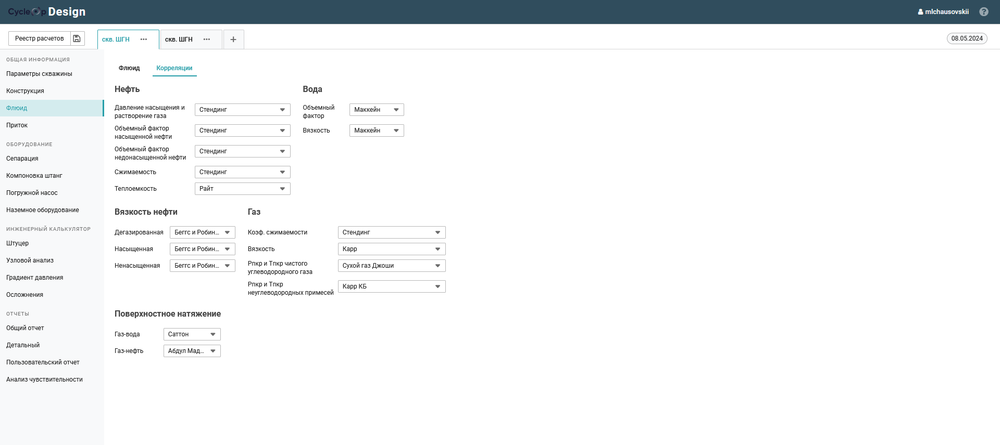 CycleOp Design
mlchausovskii
?
Реестр расчетов
скв. ШГН
скв. ШГН
08.05.2024
ОБЩАЯ ИНФОРМАЦИЯ
Параметры скважины
Конструкция
Флюид
Приток
ОБОРУДОВАНИЕ
Сепарация
Компоновка штанг
Погружной насос
Наземное оборудование
ИНЖЕНЕРНЫЙ КАЛЬКУЛЯТОР
Штуцер
Узловой анализ
Градиент давления
Осложнения
ОТЧЕТЫ
Общий отчет
Детальный
Пользовательский отчет
Анализ чувствительности
Флюид
Корреляции
Нефть
Давление насыщения и
растворение газа
Стендинг
Объемный фактор
насыщенной нефти
Стендинг
Объемный фактор
недонасыщенной нефти
Стендинг
Сжимаемость
Стендинг
Теплоемкость
Райт
Вода
Объемный
фактор
Маккейн
Вязкость
Маккейн
Вязкость нефти
Дегазированная
Беггс и Робин...
Насыщенная
Беггс и Робин...
Ненасыщенная
Беггс и Робин...
Газ
Коэф. сжимаемости
Стендинг
Вязкость
Карр
Рпкр и Тпкр чистого
углеводородного газа
Сухой газ Джоши
Рпкр и Тпкр
неуглеводородных примесей
Карр КБ
Поверхностное натяжение
Газ-вода
Саттон
Газ-нефть
Абдул Мад...